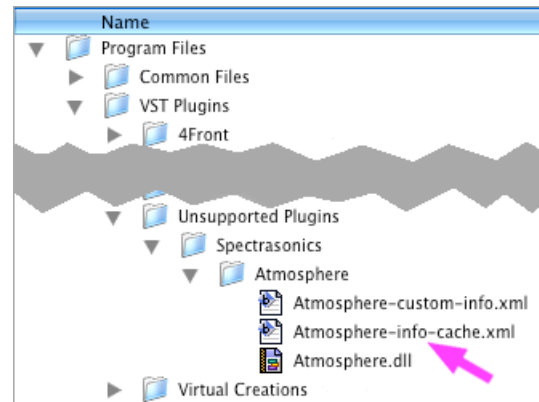 Name
Program Files
Common Files
VST Plugins
4Front
Unsupported Plugins
Spectrasonics
Atmosphere
Atmosphere-custom-info.xml
Atmosphere-info-cache.xml
Atmosphere.dll
Virtual Creations